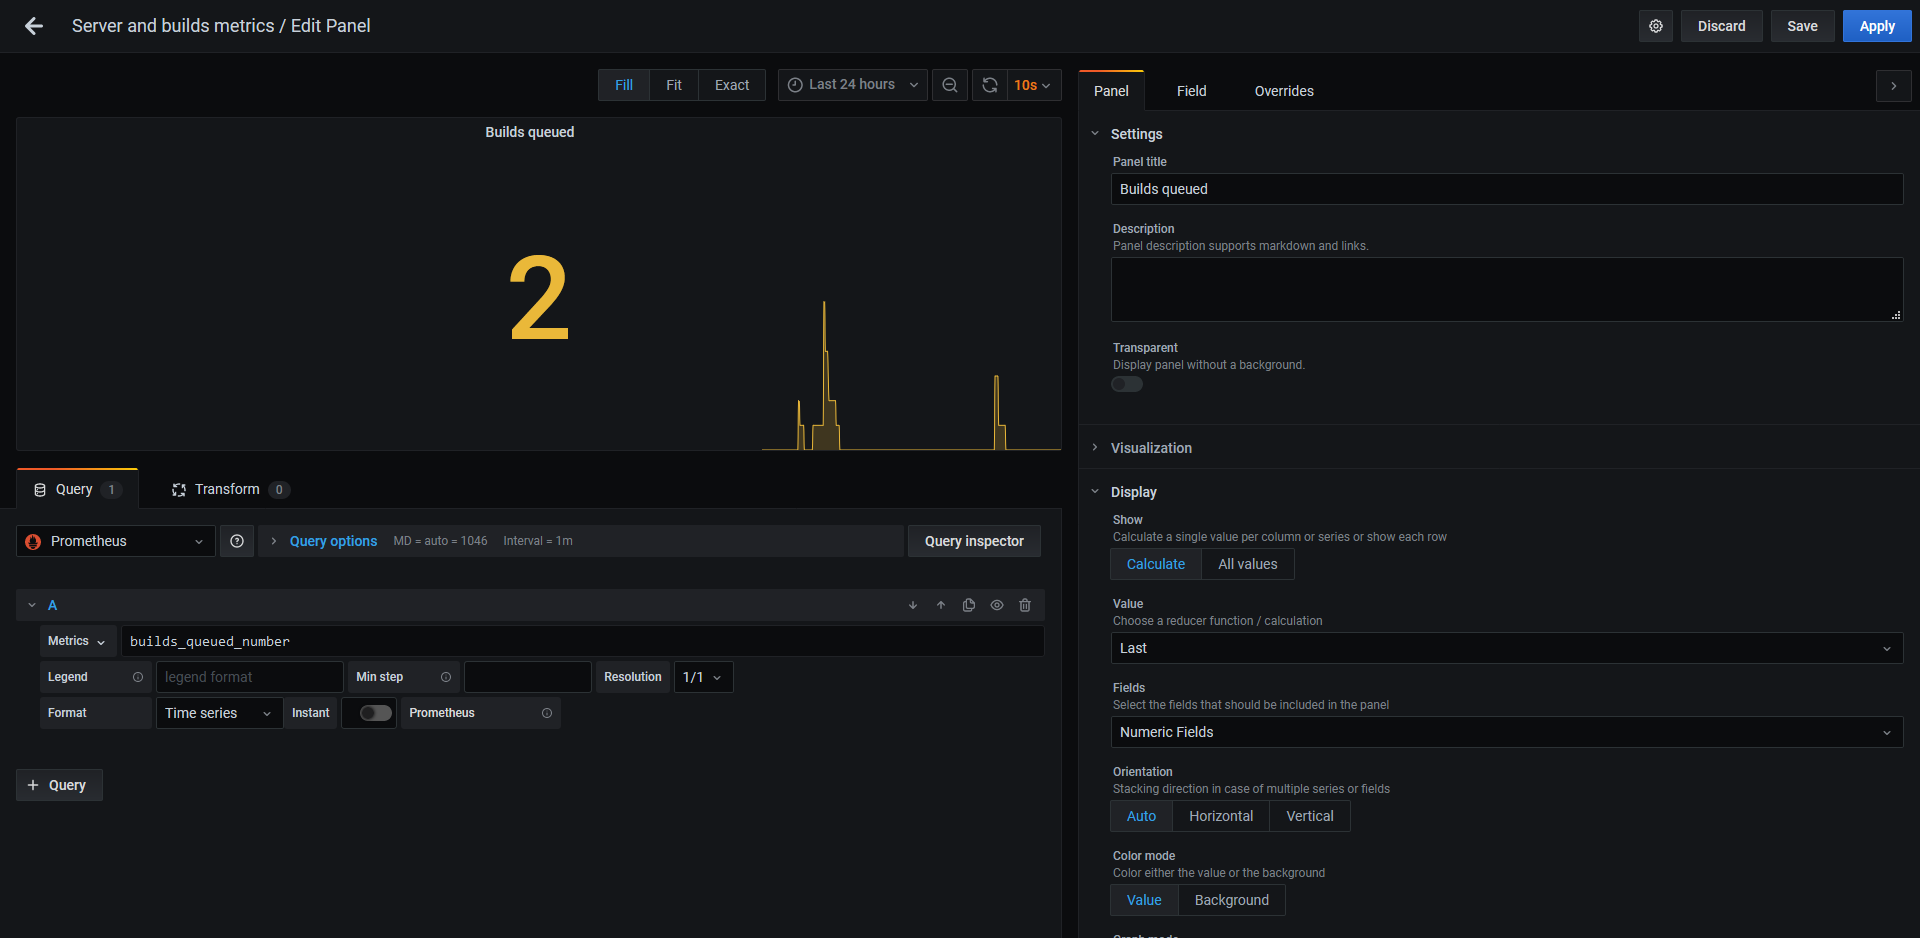 Server and builds metrics / Edit Panel
Discard
Save
Apply
Fill
Fit
Exact
Last 24 hours
10s
Builds queued
2
Query 1
Transform 0
Prometheus
Query options
MD = auto = 1046
Interval = 1m
Query inspector
A
Metrics
builds_queued_number
Legend
legend format
Min step
Resolution
1/1
Format
Time series
Instant
Prometheus
+ Query
Panel
Field
Overrides
Settings
Panel title
Builds queued
Description
Panel description supports markdown and links.
Transparent
Display panel without a background.
Visualization
Display
Show
Calculate a single value per column or series or show each row
Calculate
All values
Value
Choose a reducer function / calculation
Last
Fields
Select the fields that should be included in the panel
Numeric Fields
Orientation
Stacking direction in case of multiple series or fields
Auto
Horizontal
Vertical
Color mode
Color either the value or the background
Value
Background